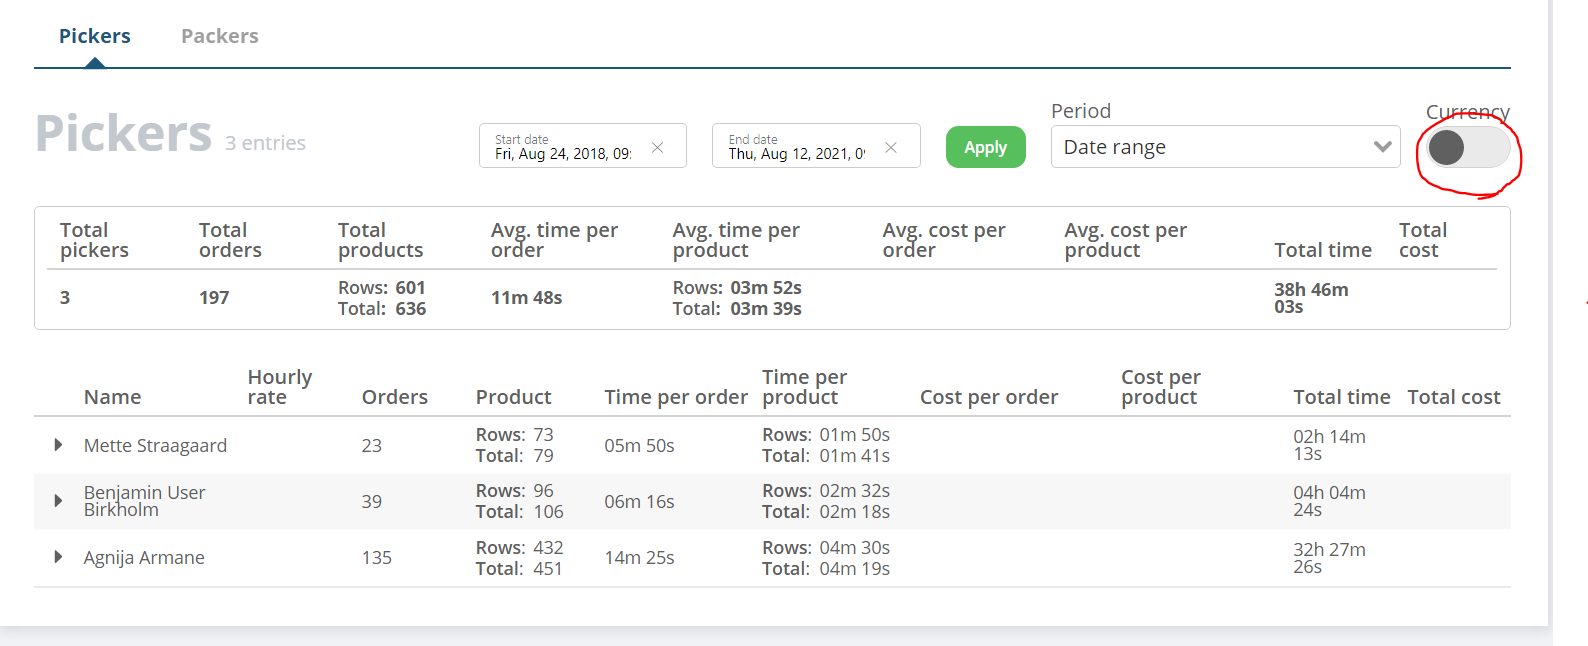 Pickers Packers
Pickers 3 entries
Start date
Fri, Aug 24, 2018, 09:
End date
Thu, Aug 12, 2021, 0
Apply
Period
Date range
Currency
Total pickers Total orders Total products Avg. time per order Avg. time per product Avg. cost per order Avg. cost per product Total time Total cost
3 197 Rows: 601 11m 48s Rows: 03m 52s 38h 46m 03s
Total: 636 Total: 03m 39s
Name Hourly rate Orders Product Time per order Time per product Cost per order Cost per product Total time Total cost
Mette Straagaard 23 Rows: 73 05m 50s Rows: 01m 50s 02h 14m 13s
Total: 79 Total: 01m 41s
Benjamin User Birkholm 39 Rows: 96 06m 16s Rows: 02m 32s 04h 04m 24s
Total: 106 Total: 02m 18s
Agnija Armane 135 Rows: 432 14m 25s Rows: 04m 30s 32h 27m 26s
Total: 451 Total: 04m 19s